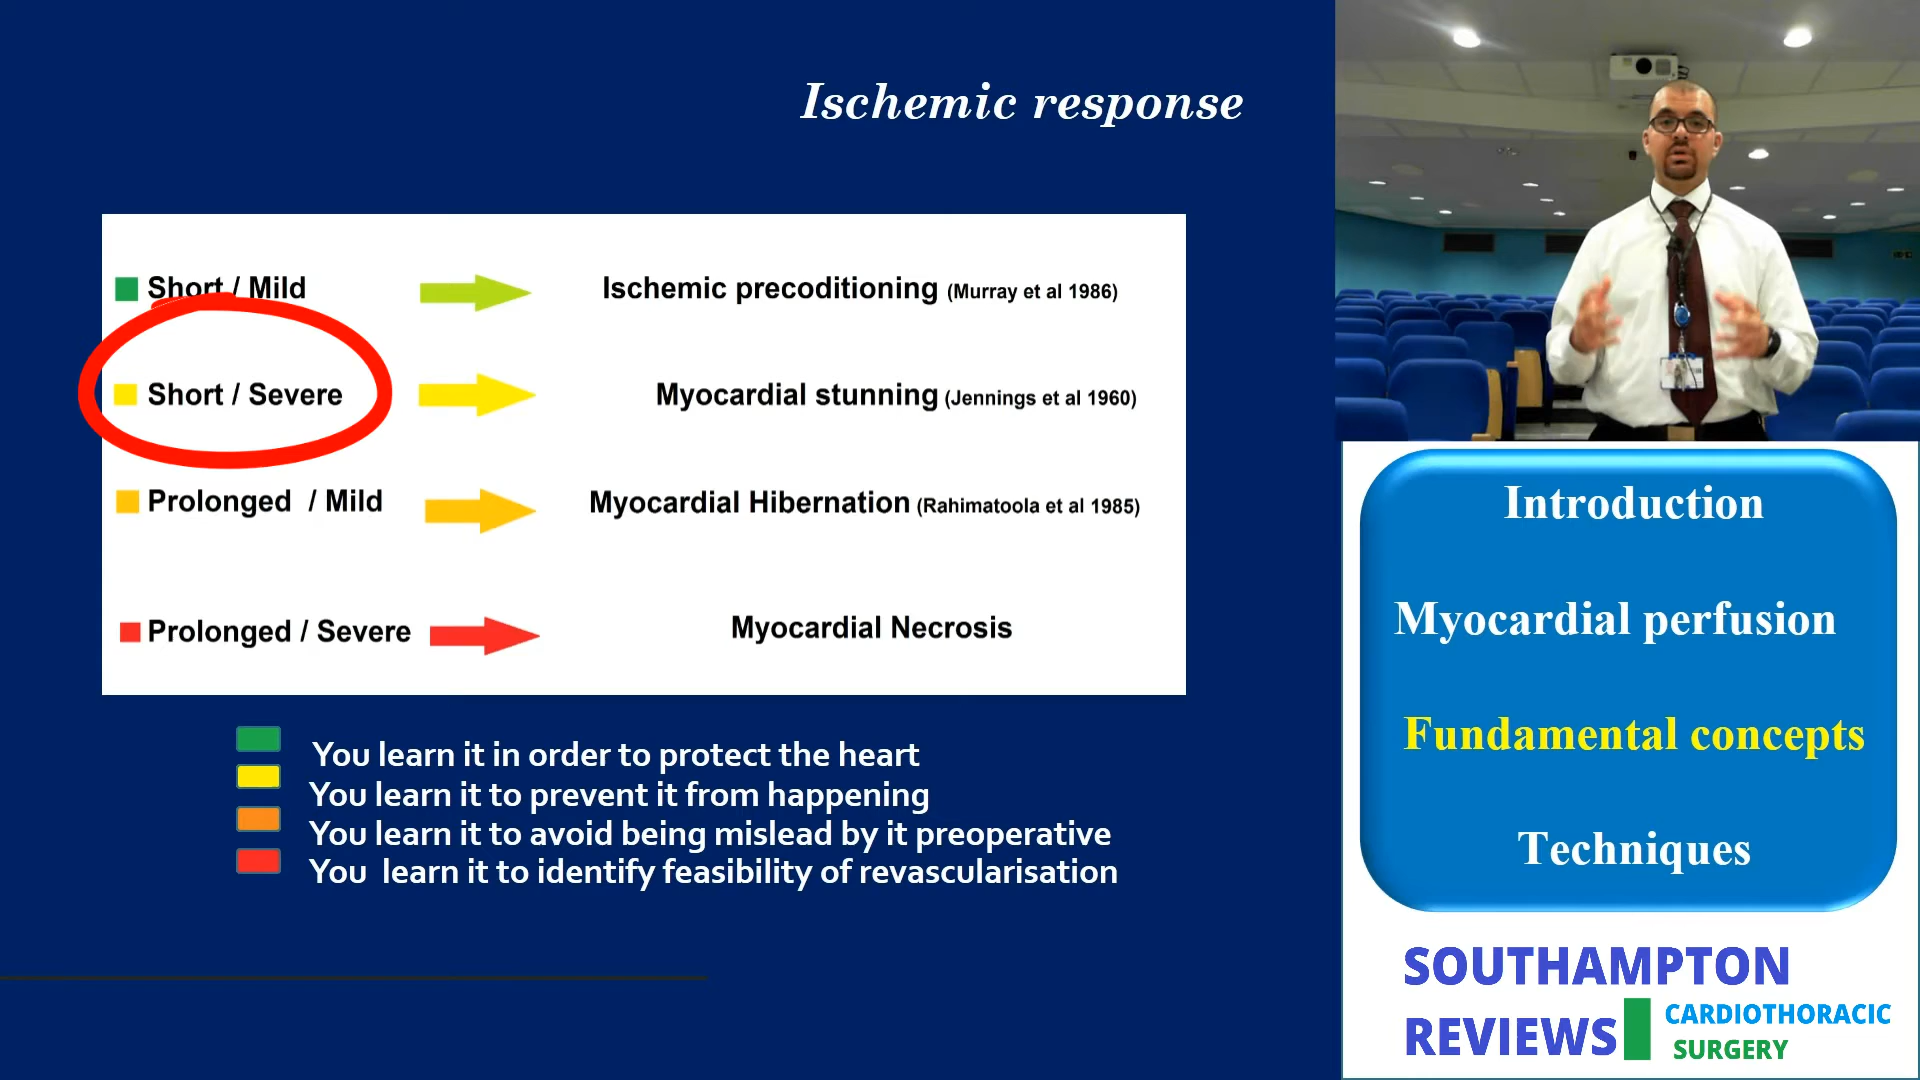 Ischemic response
Short / Mild
Ischemic precoditioning (Murray et al 1986)
Short / Severe
Myocardial stunning (Jennings et al 1960)
Prolonged / Mild
Myocardial Hibernation (Rahimatoola et al 1985)
Prolonged / Severe
Myocardial Necrosis
You learn it in order to protect the heart
You learn it to prevent it from happening
You learn it to avoid being mislead by it preoperative
You learn it to identify feasibility of revascularisation
Introduction
Myocardial perfusion
Fundamental concepts
Techniques
SOUTHAMPTON
REVIEWS
CARDIOTHORACIC
SURGERY